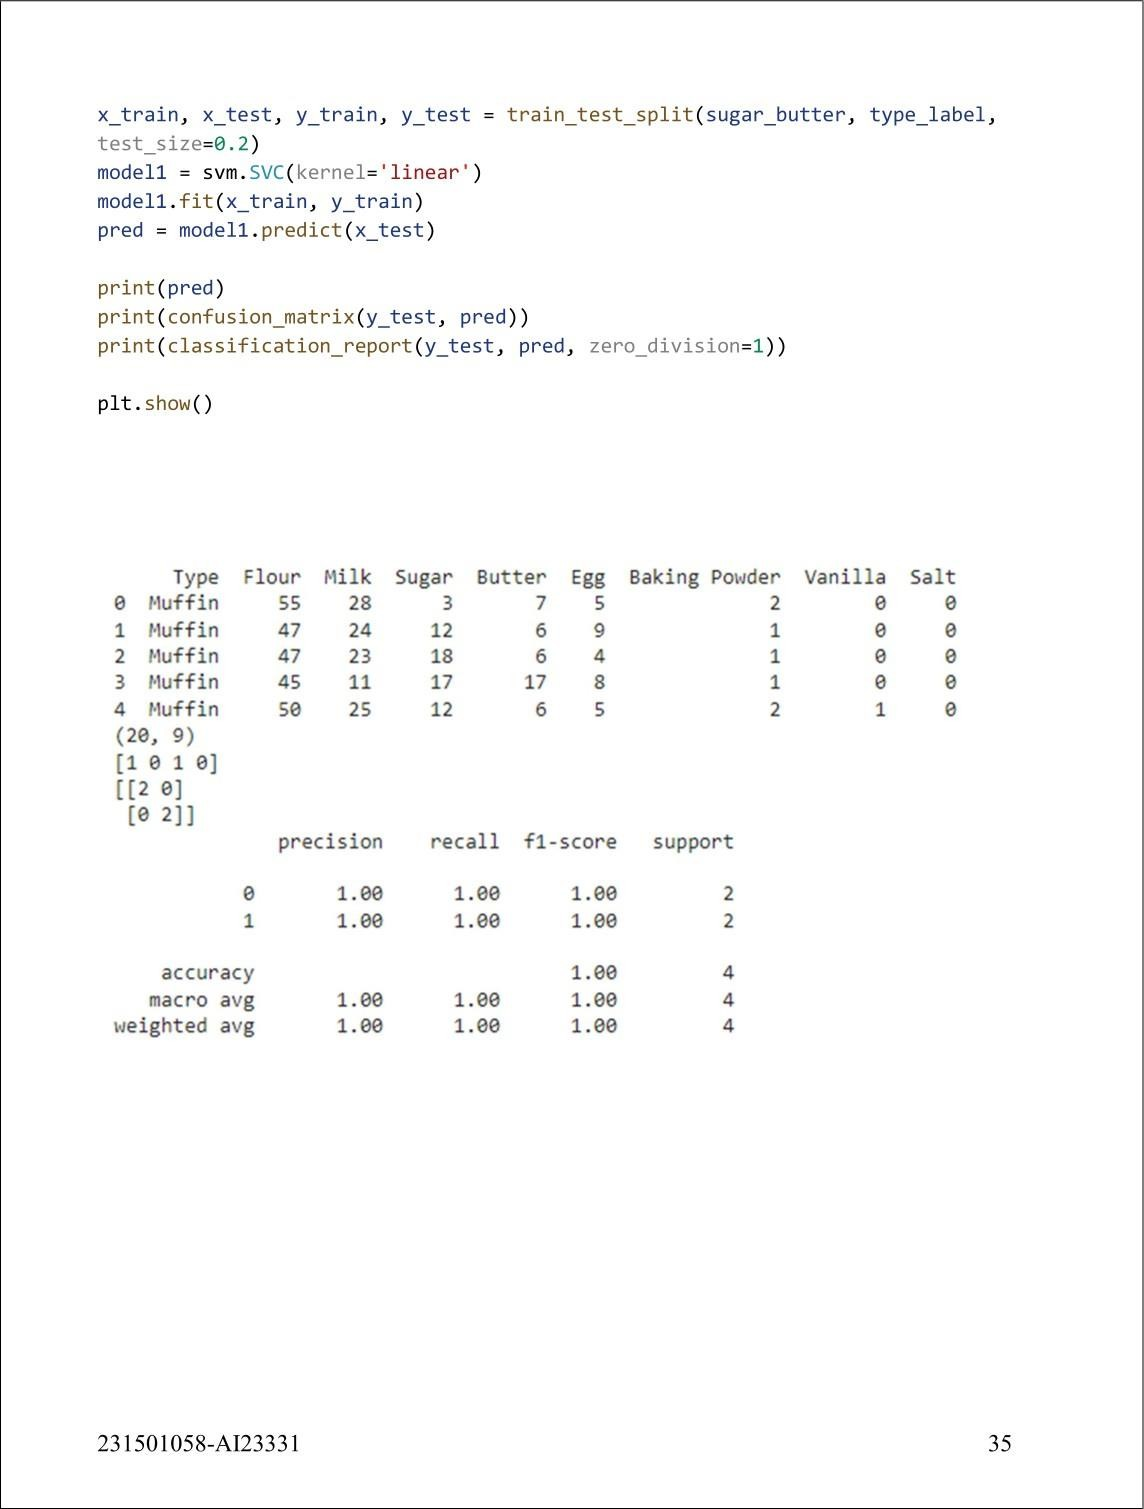 x_train, x_test, y_train, y_test = train_test_split(sugar_butter, type_label,
test_size=0.2)
model1 = svm.SVC(kernel='linear')
model1.fit(x_train, y_train)
pred = model1.predict(x_test)

print(pred)
print(confusion_matrix(y_test, pred))
print(classification_report(y_test, pred, zero_division=1))

plt.show()

     Type  Flour  Milk  Sugar  Butter  Egg  Baking Powder  Vanilla  Salt
0  Muffin     55    28      3       7    5              2        0     0
1  Muffin     47    24     12       6    9              1        0     0
2  Muffin     47    23     18       6    4              1        0     0
3  Muffin     45    11     17      17    8              1        0     0
4  Muffin     50    25     12       6    5              2        1     0
(20, 9)
[1 0 1 0]
[[2 0]
 [0 2]]
              precision    recall  f1-score   support

           0       1.00      1.00      1.00         2
           1       1.00      1.00      1.00         2

    accuracy                           1.00         4
   macro avg       1.00      1.00      1.00         4
weighted avg       1.00      1.00      1.00         4

231501058-AI23331 35